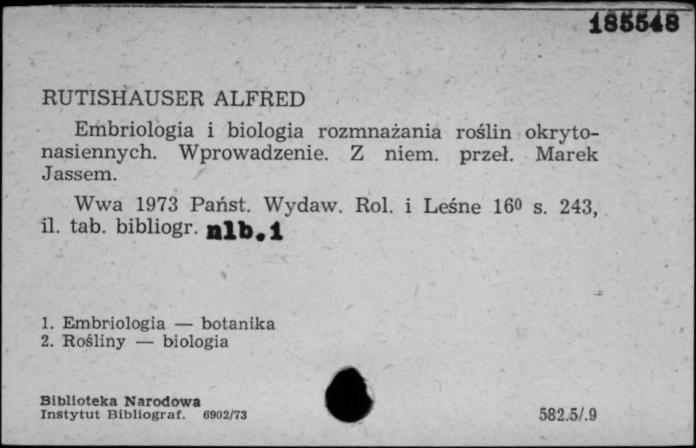 185548
RUTISHAUSER ALFRED
Embriologia i biologia rozmnażania roślin okryto-
nasiennych. Wprowadzenie. Z niem. przeł. Marek
Jassem.
Wwa 1973 Państ. Wydaw. Rol. i Leśne 16⁰ s. 243,
il. tab. bibliogr. nlb.1
1. Embriologia — botanika
2. Rośliny — biologia
Biblioteka Narodowa
Instytut Bibliograf. 6902/73
582.5/.9